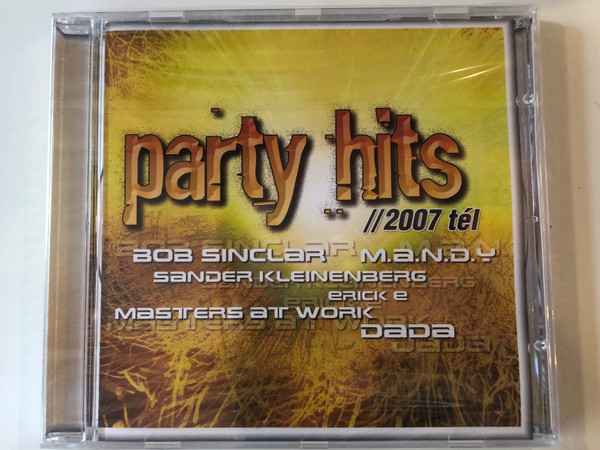 party hits
//2007 tél
BOB SINCLAR M.A.N.D.Y
SANDER KLEINENBERG
ERICK E
MASTERS AT WORK
DADA